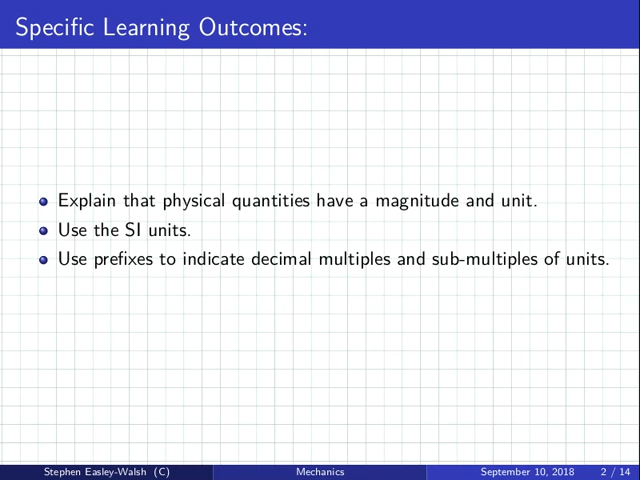 Specific Learning Outcomes:
Explain that physical quantities have a magnitude and unit.
Use the SI units.
Use prefixes to indicate decimal multiples and sub-multiples of units.
Stephen Easley-Walsh (C) Mechanics September 10, 2018 2 / 14